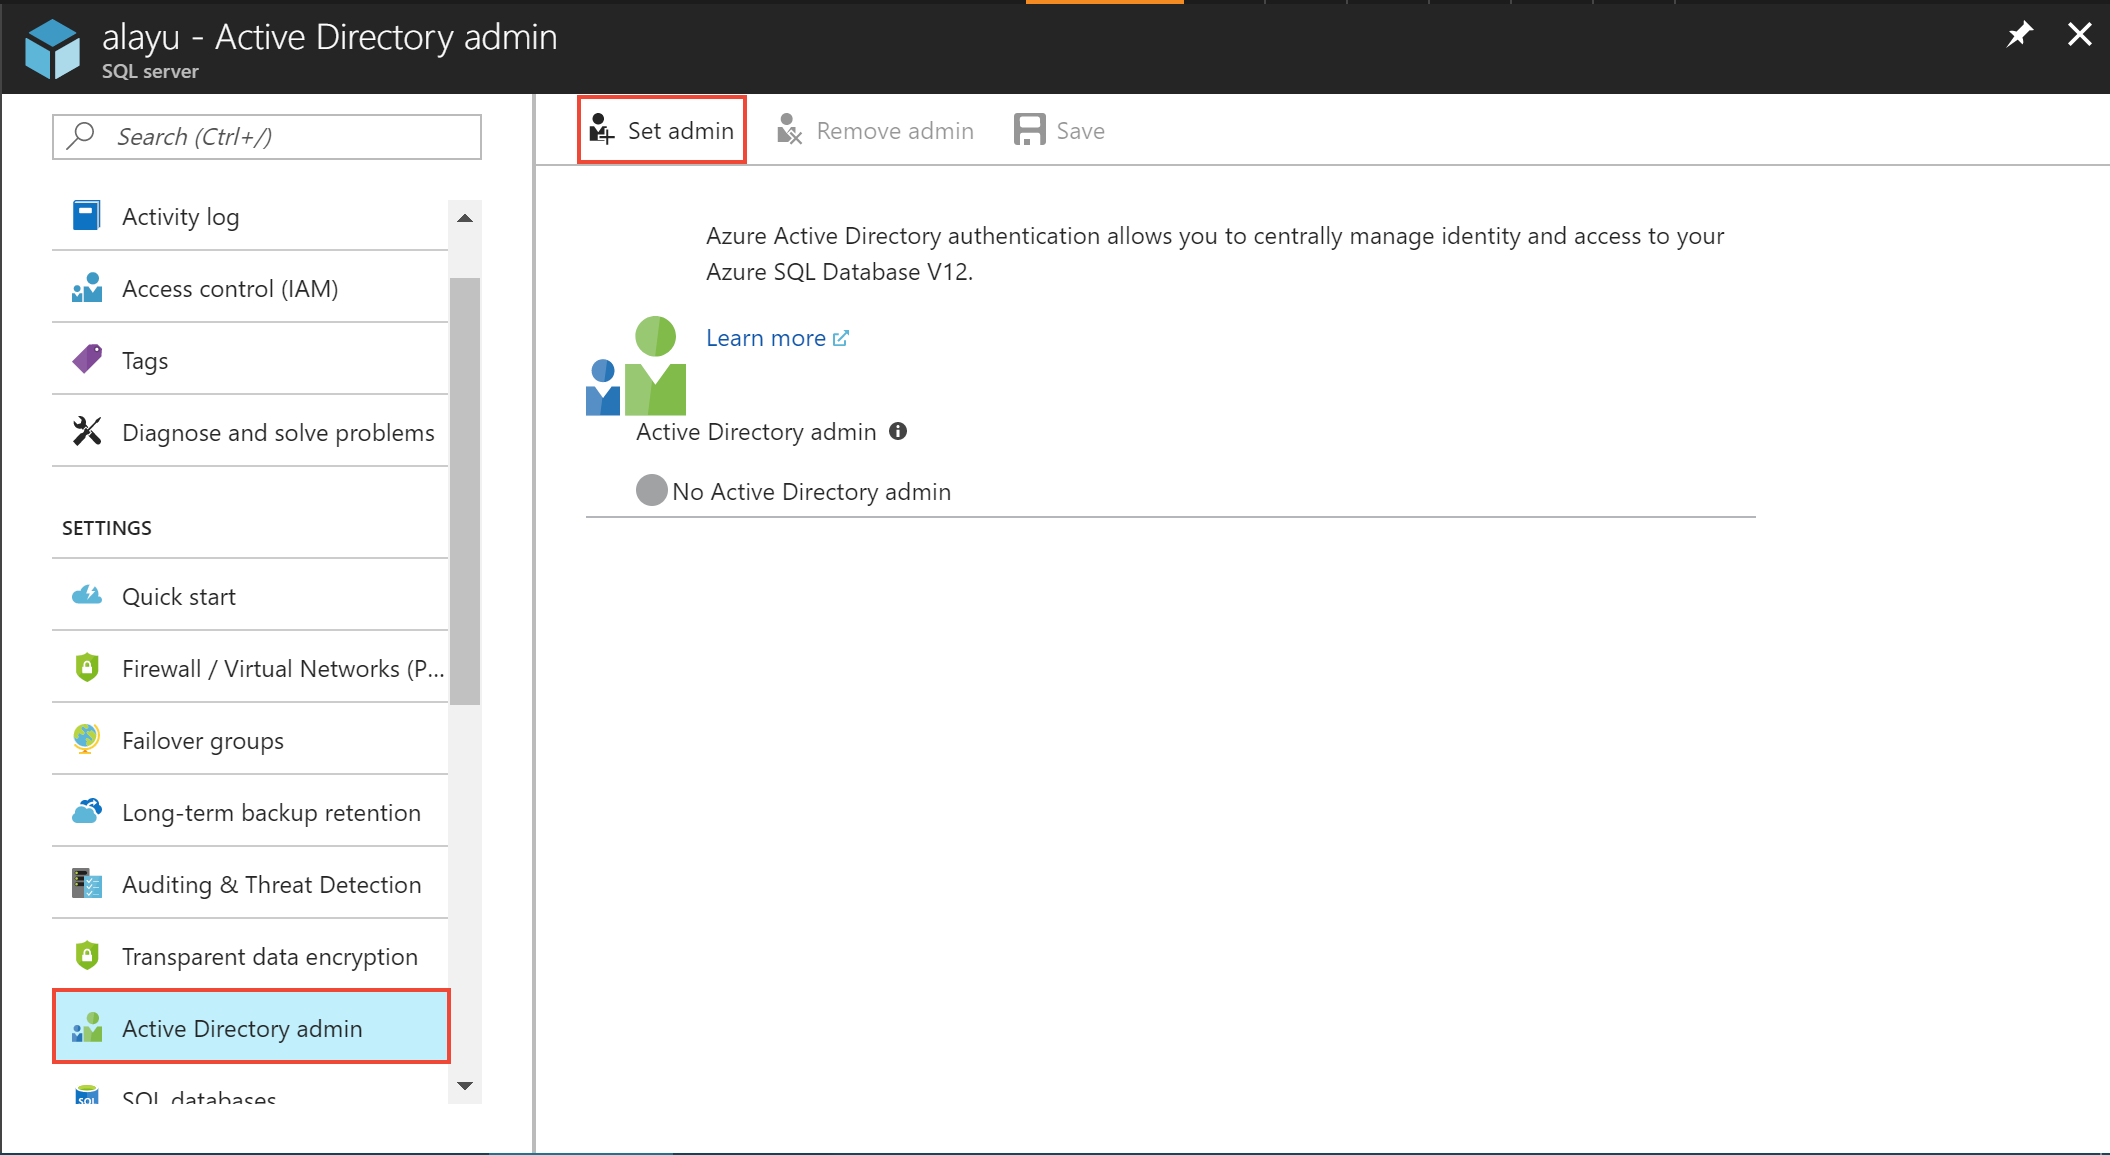 alayu - Active Directory admin
SQL server
Search (Ctrl+/)
Set admin
Remove admin
Save
Activity log
Access control (IAM)
Tags
Diagnose and solve problems
SETTINGS
Quick start
Firewall / Virtual Networks (P...
Failover groups
Long-term backup retention
Auditing & Threat Detection
Transparent data encryption
Active Directory admin
SQL
SQL databases
Azure Active Directory authentication allows you to centrally manage identity and access to your
Azure SQL Database V12.
Learn more
Active Directory admin
No Active Directory admin